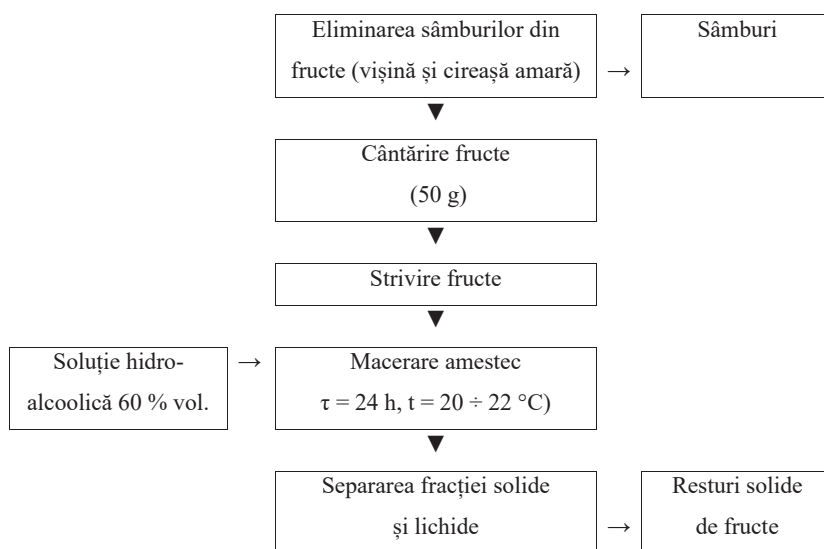 Eliminarea sâmburilor din
fructe (vișină și cireașă amară)
→
Sâmburi
▼
Cântărire fructe
(50 g)
▼
Strivire fructe
▼
Soluție hidro-
alcoolică 60 % vol.
→
Macerare amestec
τ = 24 h, t = 20 ÷ 22 °C)
▼
Separarea fracției solide
și lichide
→
Resturi solide
de fructe